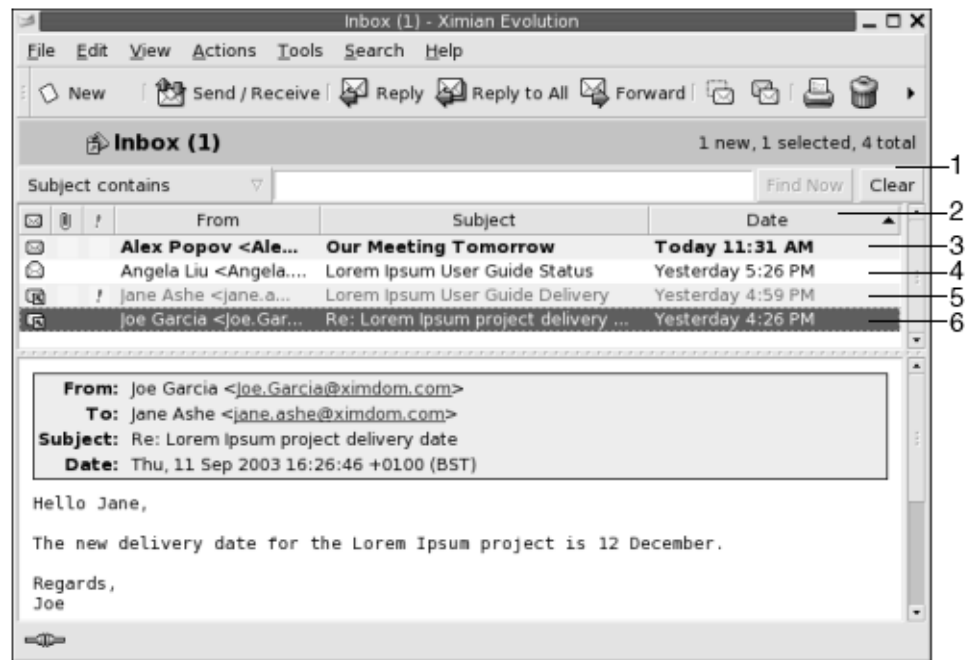 Inbox (1) - Ximian Evolution
File Edit View Actions Tools Search Help
New Send / Receive Reply Reply to All Forward
Inbox (1) 1 new, 1 selected, 4 total
1
Subject contains Find Now Clear
! From Subject Date 2
Alex Popov <Ale... Our Meeting Tomorrow Today 11:31 AM 3
Angela Liu <Angela.... Lorem Ipsum User Guide Status Yesterday 5:26 PM 4
! Jane Ashe <jane.a... Lorem Ipsum User Guide Delivery Yesterday 4:59 PM 5
Joe Garcia <Joe.Gar... Re: Lorem Ipsum project delivery ... Yesterday 4:26 PM 6
From: Joe Garcia <Joe.Garcia@ximdom.com>
To: Jane Ashe <jane.ashe@ximdom.com>
Subject: Re: Lorem Ipsum project delivery date
Date: Thu, 11 Sep 2003 16:26:46 +0100 (BST)
Hello Jane,
The new delivery date for the Lorem Ipsum project is 12 December.
Regards,
Joe